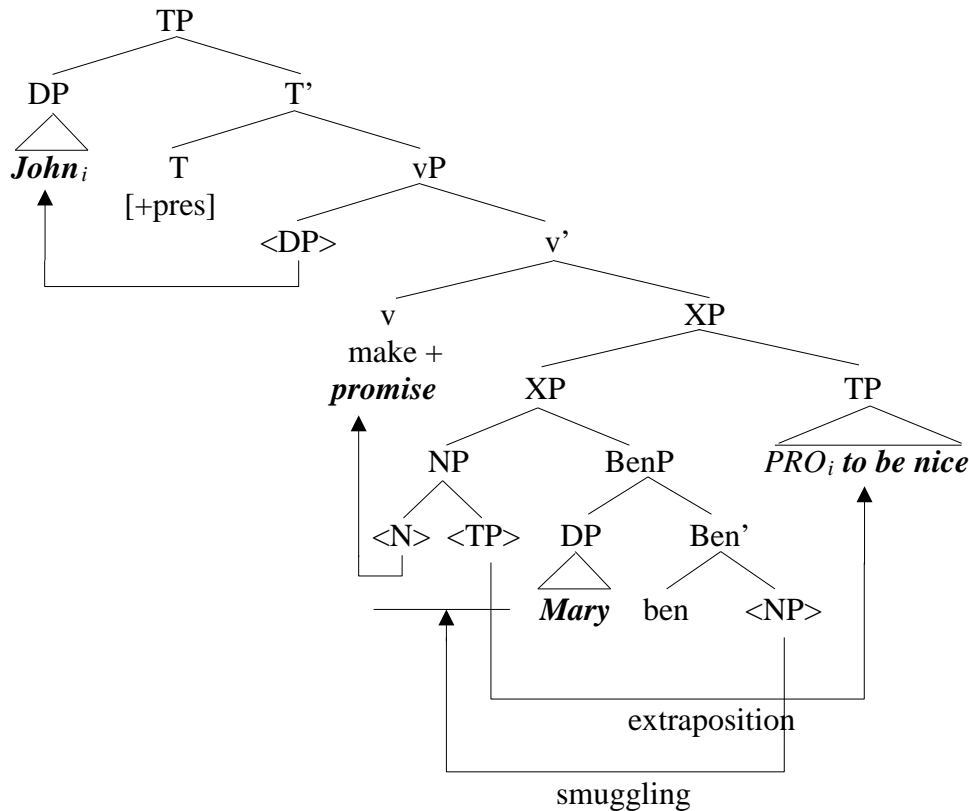 TP
DP T’
John i T vP
[+pres]
<DP> v’
v XP
make +
promise XP TP
NP BenP PRO i to be nice
<N> <TP> DP Ben’
Mary ben <NP>
extraposition
smuggling